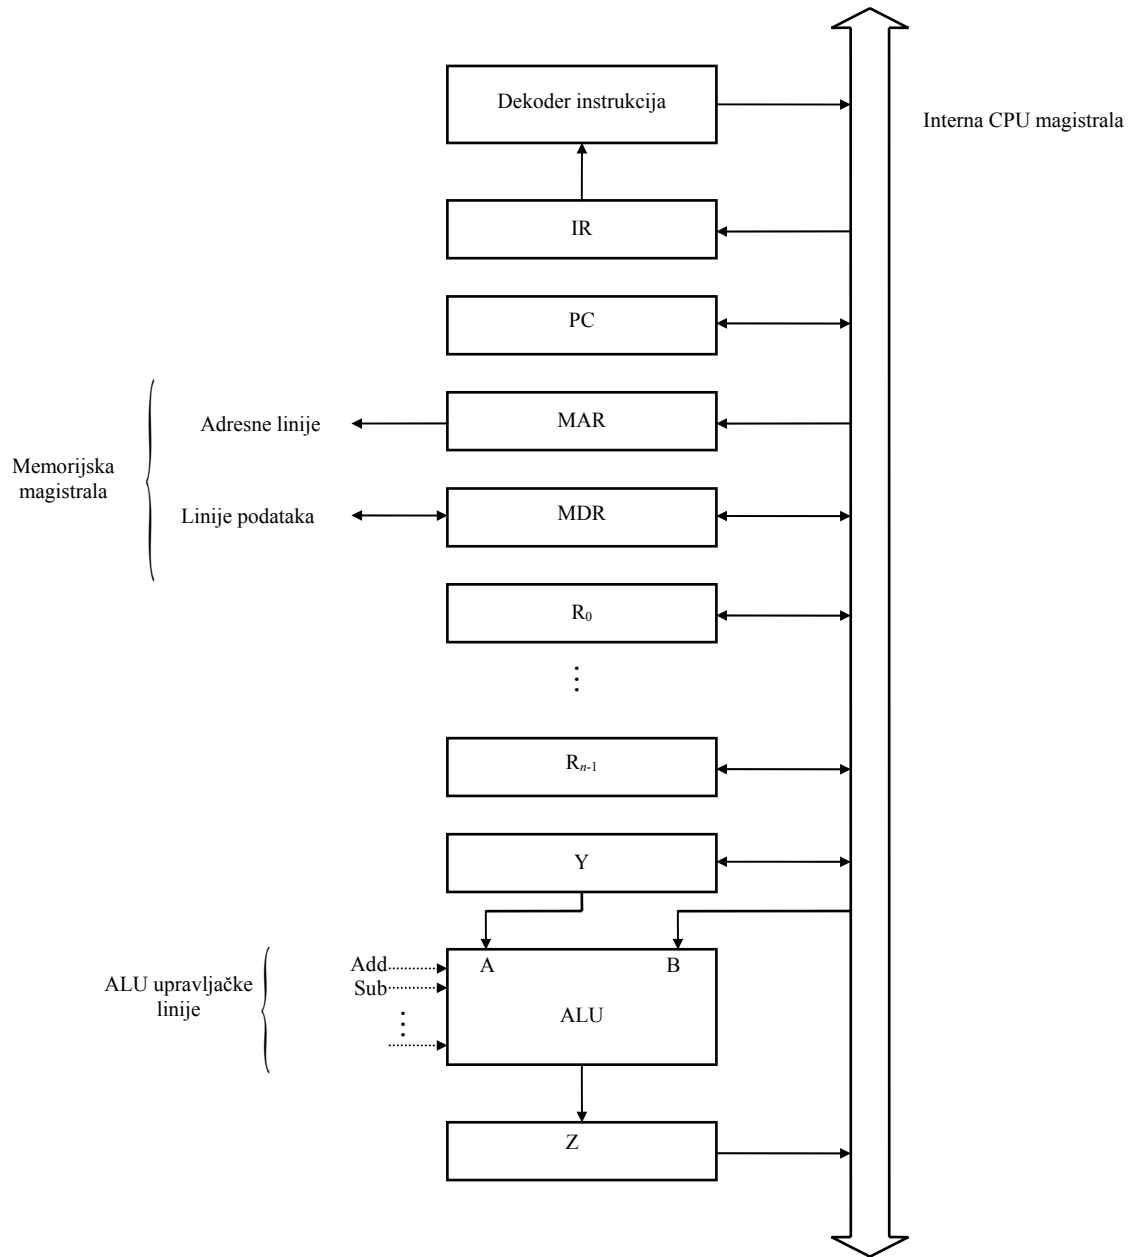 Dekoder instrukcija
Interna CPU magistrala
IR
PC
Adresne linije
MAR
Memorijska
magistrala
Linije podataka
MDR
R0
⋮
Rn-1
Y
A
B
Add
Sub
⋮
ALU upravljačke
linije
ALU
Z